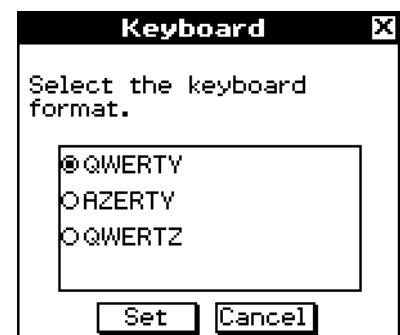 Keyboard X
Select the keyboard
format.
QWERTY
AZERTY
QWERTZ
Set Cancel